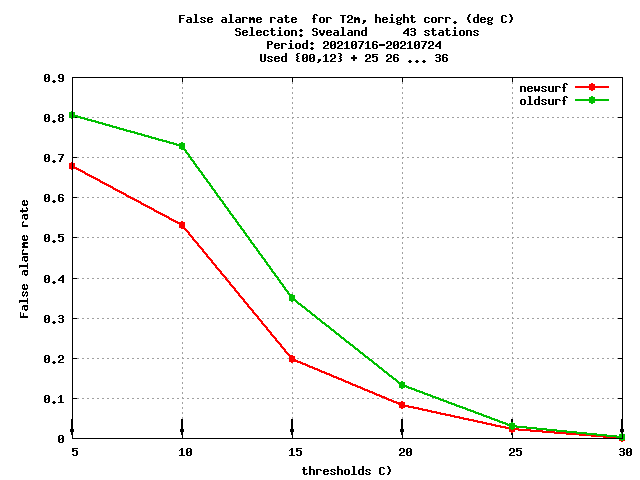 False alarme rate  for T2m, height corr. (deg C)
Selection: Svealand     43 stations
Period: 20210716-20210724
Used {00,12} + 25 26 ... 36
0.9
0.8
0.7
0.6
0.5
0.4
0.3
0.2
0.1
0
False alarme rate
newsurf
oldsurf
5 10 15 20 25 30
thresholds C)